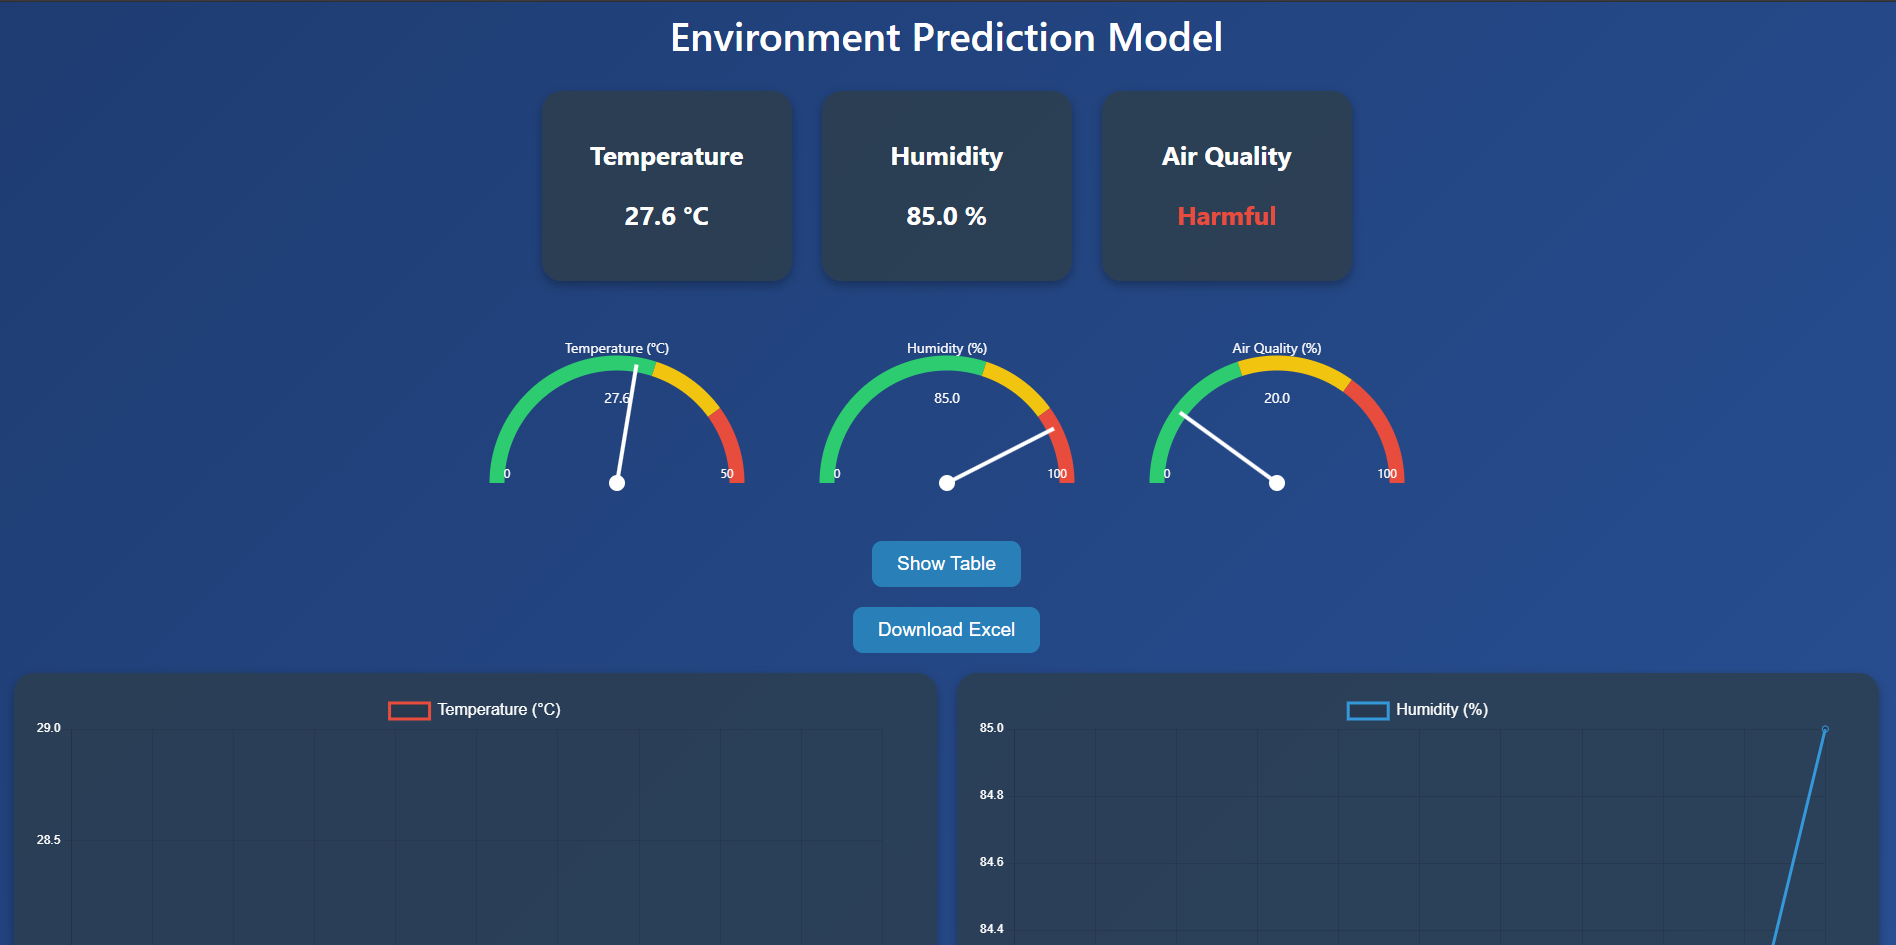 Environment Prediction Model
Temperature
27.6 °C
Humidity
85.0 %
Air Quality
Harmful
Temperature (°C)
27.6
0
50
Humidity (%)
85.0
0
100
Air Quality (%)
20.0
0
100
Show Table
Download Excel
Temperature (°C)
29.0
28.5
Humidity (%)
85.0
84.8
84.6
84.4